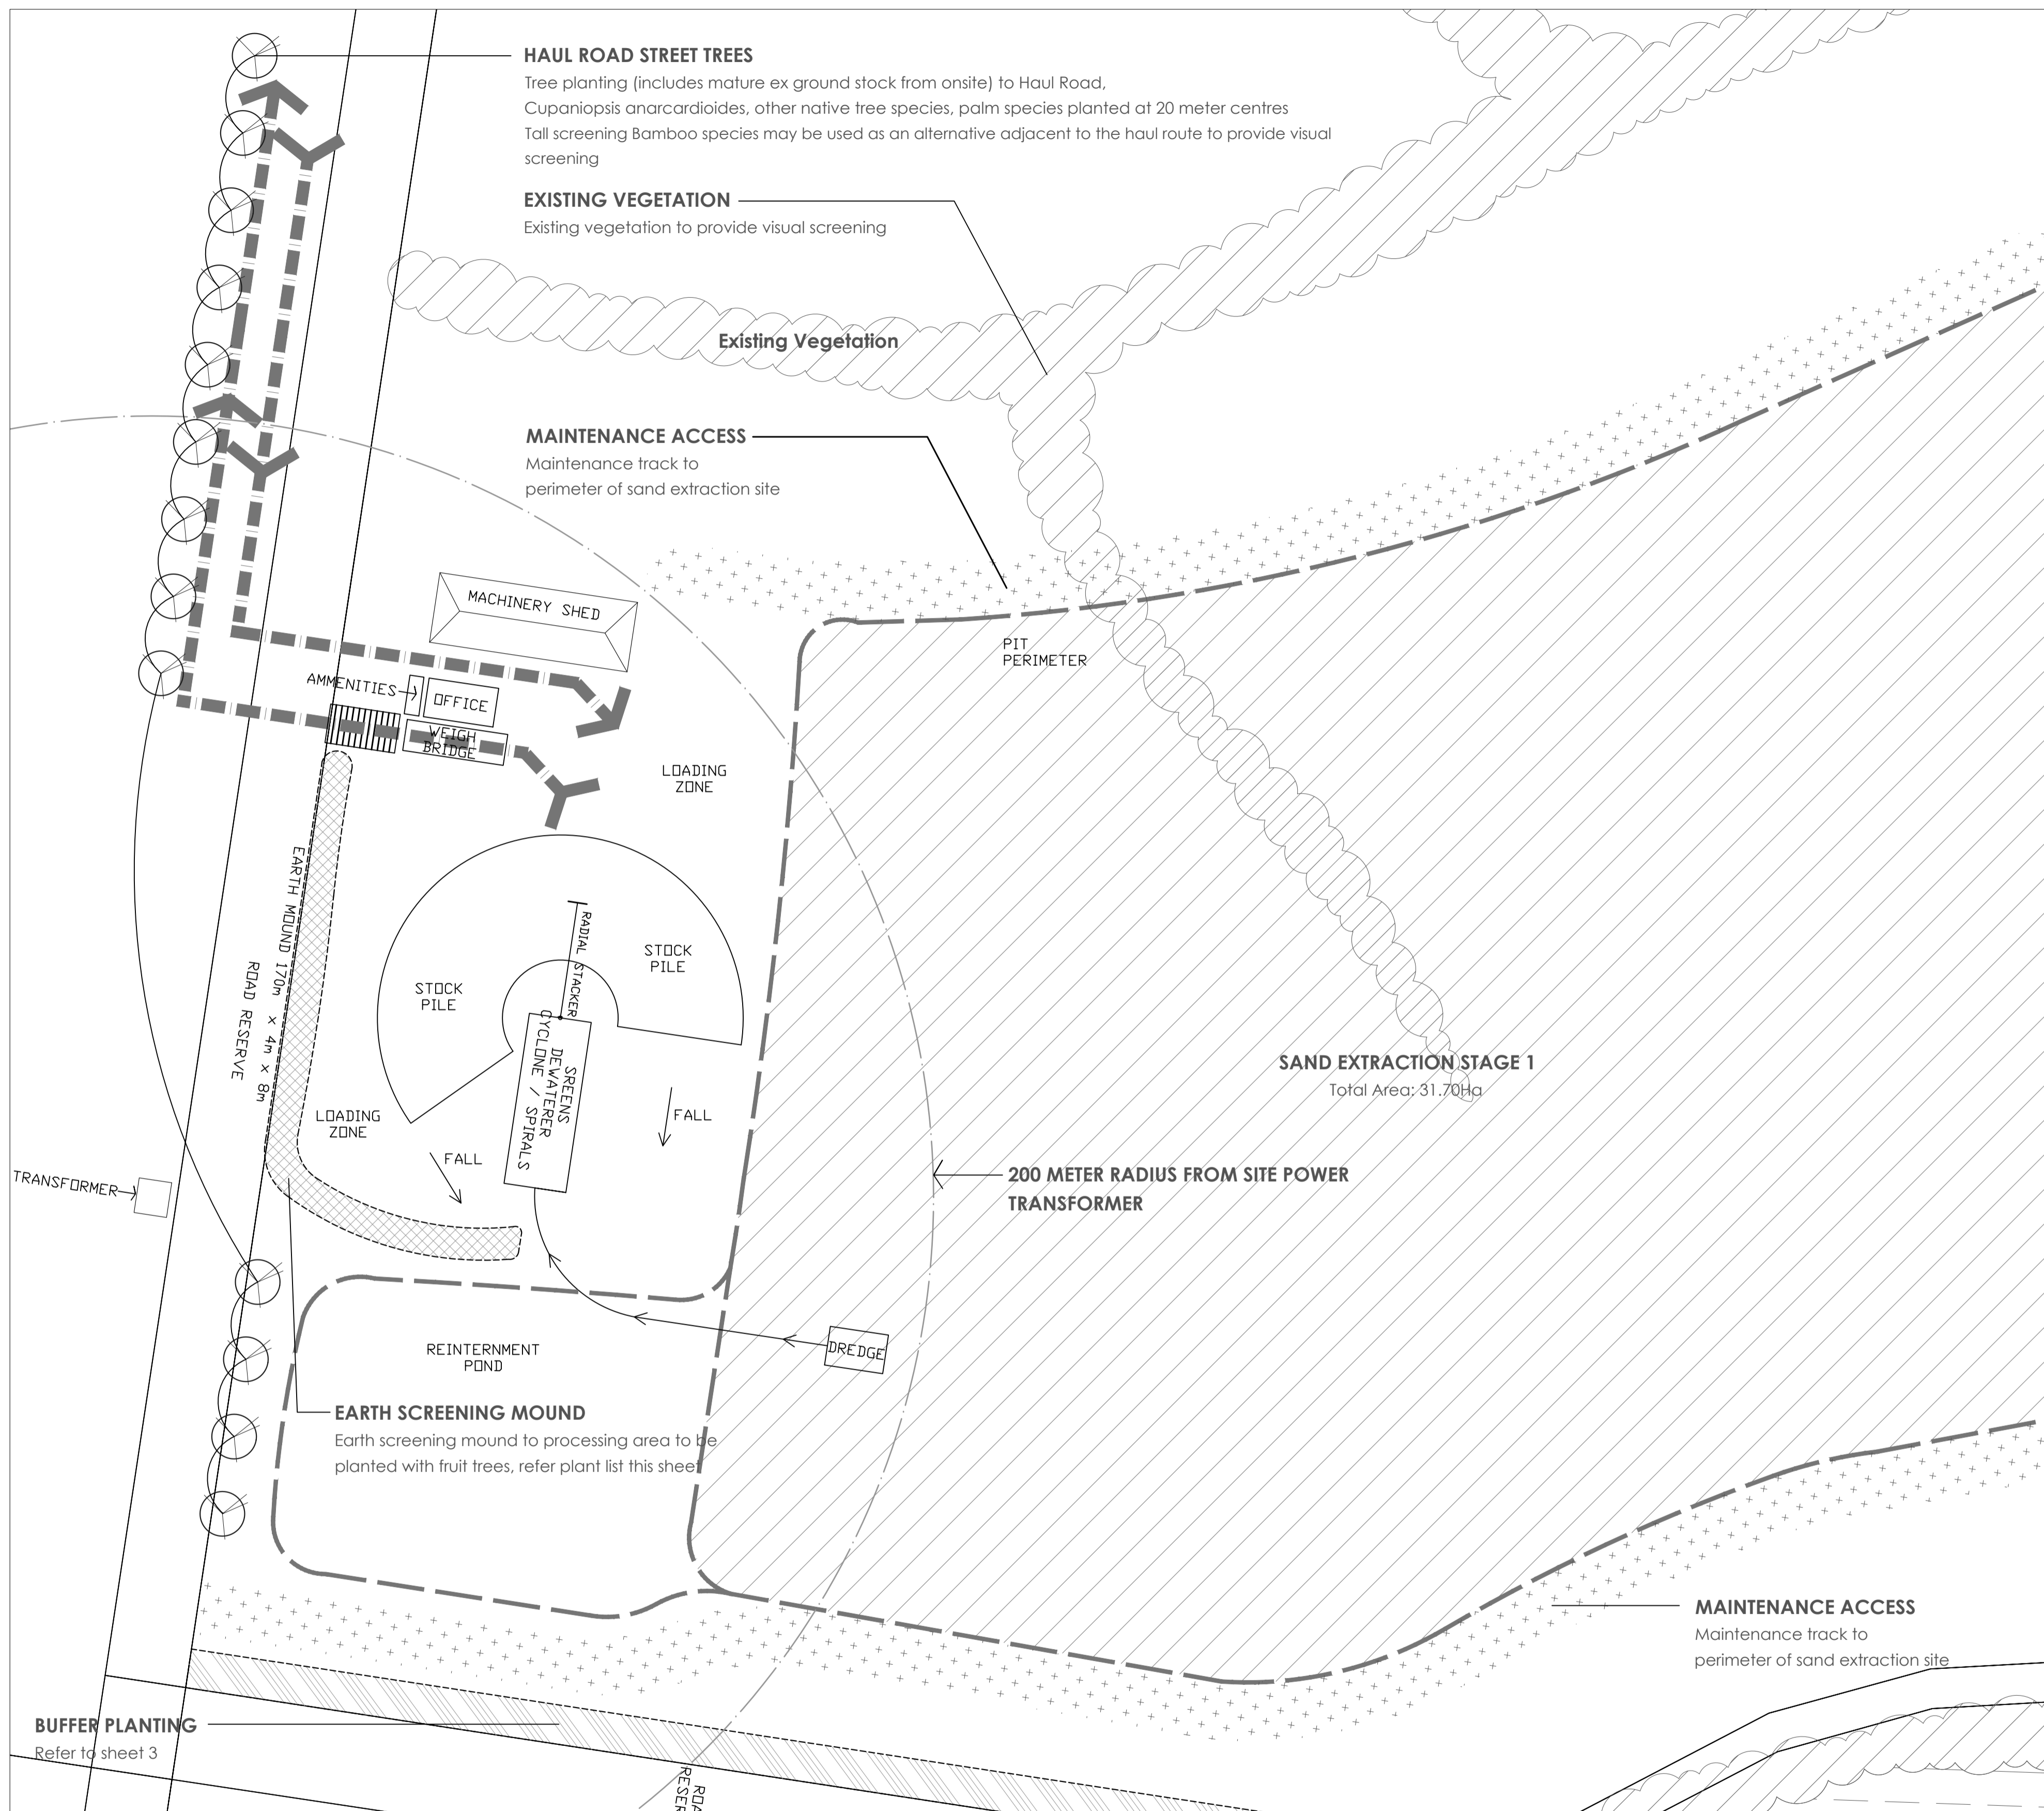 HAUL ROAD STREET TREES
Tree planting (includes mature ex ground stock from onsite) to Haul Road,
Cupaniopsis anarcardioides, other native tree species, palm species planted at 20 meter centres
Tall screening Bamboo species may be used as an alternative adjacent to the haul route to provide visual
screening
EXISTING VEGETATION
Existing vegetation to provide visual screening
Existing Vegetation
MAINTENANCE ACCESS
Maintenance track to
perimeter of sand extraction site
MACHINERY SHED
PIT
PERIMETER
AMMENITIES
OFFICE
WEIGH
BRIDGE
LOADING
ZONE
EARTH MOUND 170m x 4m x 8m
ROAD RESERVE
RADIAL STACKER
STOCK
PILE
STOCK
PILE
SREENS
DEWATERER
CYCLONE / SPIRALS
SAND EXTRACTION STAGE 1
Total Area: 31.70Ha
LOADING
ZONE
FALL
FALL
200 METER RADIUS FROM SITE POWER
TRANSFORMER
TRANSFORMER
REINTERNMENT
POND
DREDGE
EARTH SCREENING MOUND
Earth screening mound to processing area to be
planted with fruit trees, refer plant list this sheet
MAINTENANCE ACCESS
Maintenance track to
perimeter of sand extraction site
BUFFER PLANTING
Refer to sheet 3
ROA
RESER